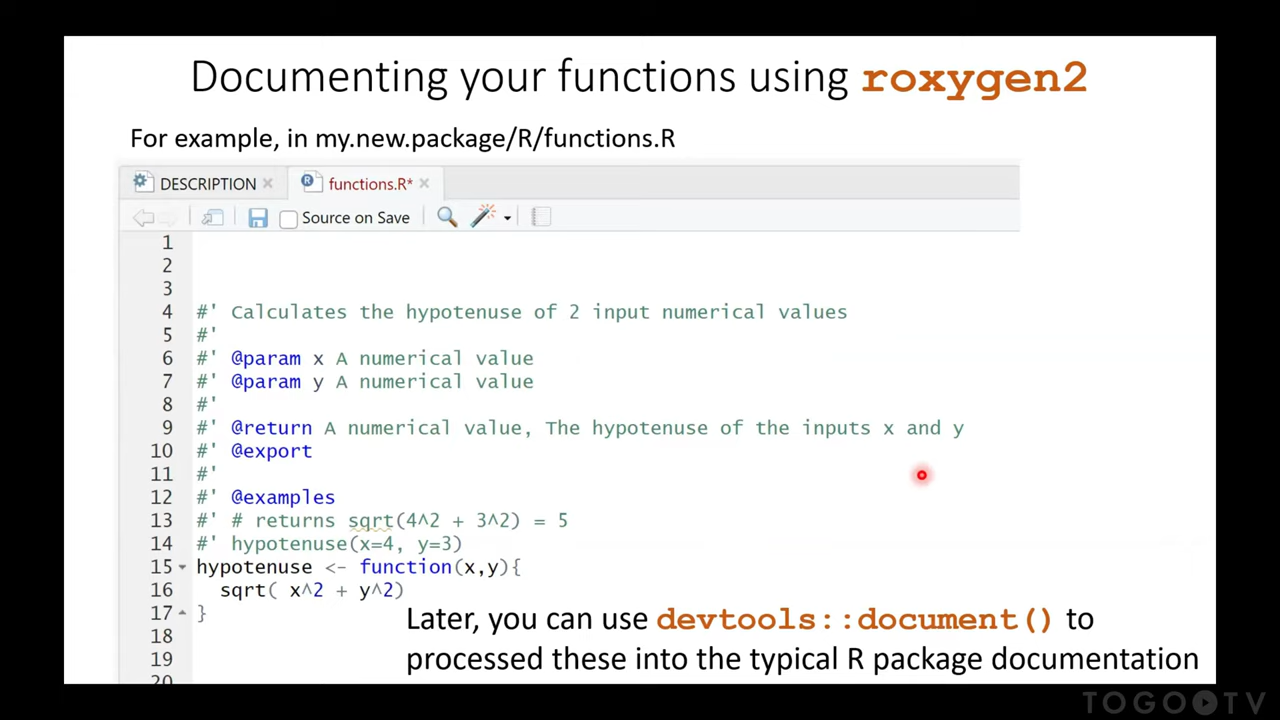 Documenting your functions using roxygen2
For example, in my.new.package/R/functions.R
DESCRIPTION functions.R*
Source on Save
1
2
3
4 #' Calculates the hypotenuse of 2 input numerical values
5 #'
6 #' @param x A numerical value
7 #' @param y A numerical value
8 #'
9 #' @return A numerical value, The hypotenuse of the inputs x and y
10 #' @export
11 #'
12 #' @examples
13 #' # returns sqrt(4^2 + 3^2) = 5
14 #' hypotenuse(x=4, y=3)
15 hypotenuse <- function(x,y){
16 sqrt( x^2 + y^2)
17 }
18
19
20
Later, you can use devtools::document() to
processed these into the typical R package documentation
TOGOTV